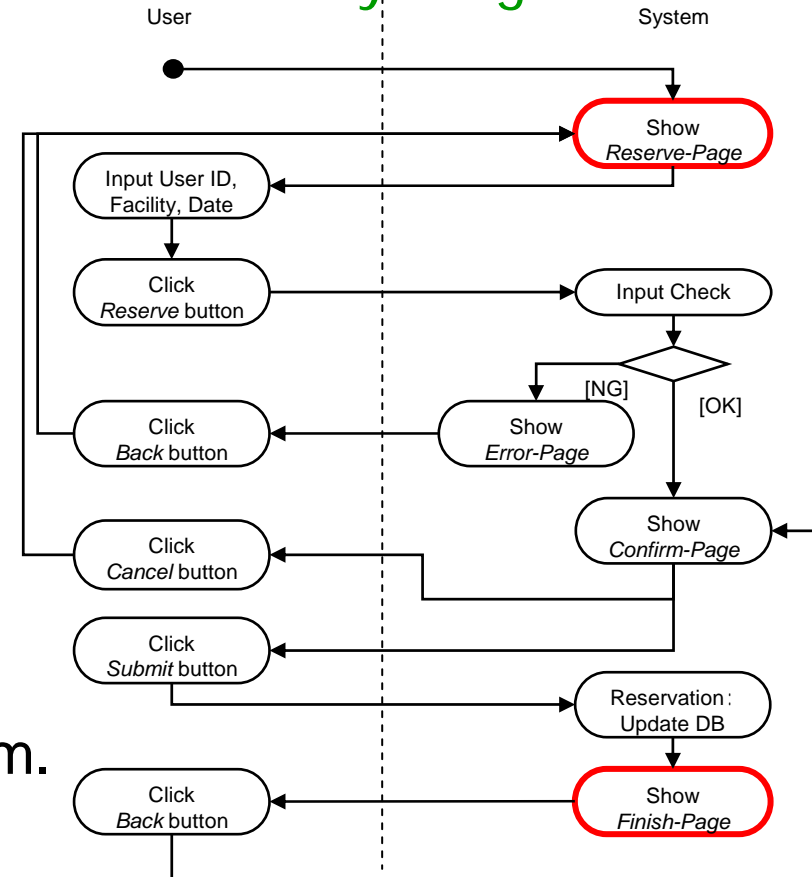 User
System
Show
Reserve-Page
Input User ID,
Facility, Date
Click
Reserve button
Input Check
[NG]
[OK]
Click
Back button
Show
Error-Page
Show
Confirm-Page
Click
Cancel button
Click
Submit button
Reservation:
Update DB
m.
Click
Back button
Show
Finish-Page